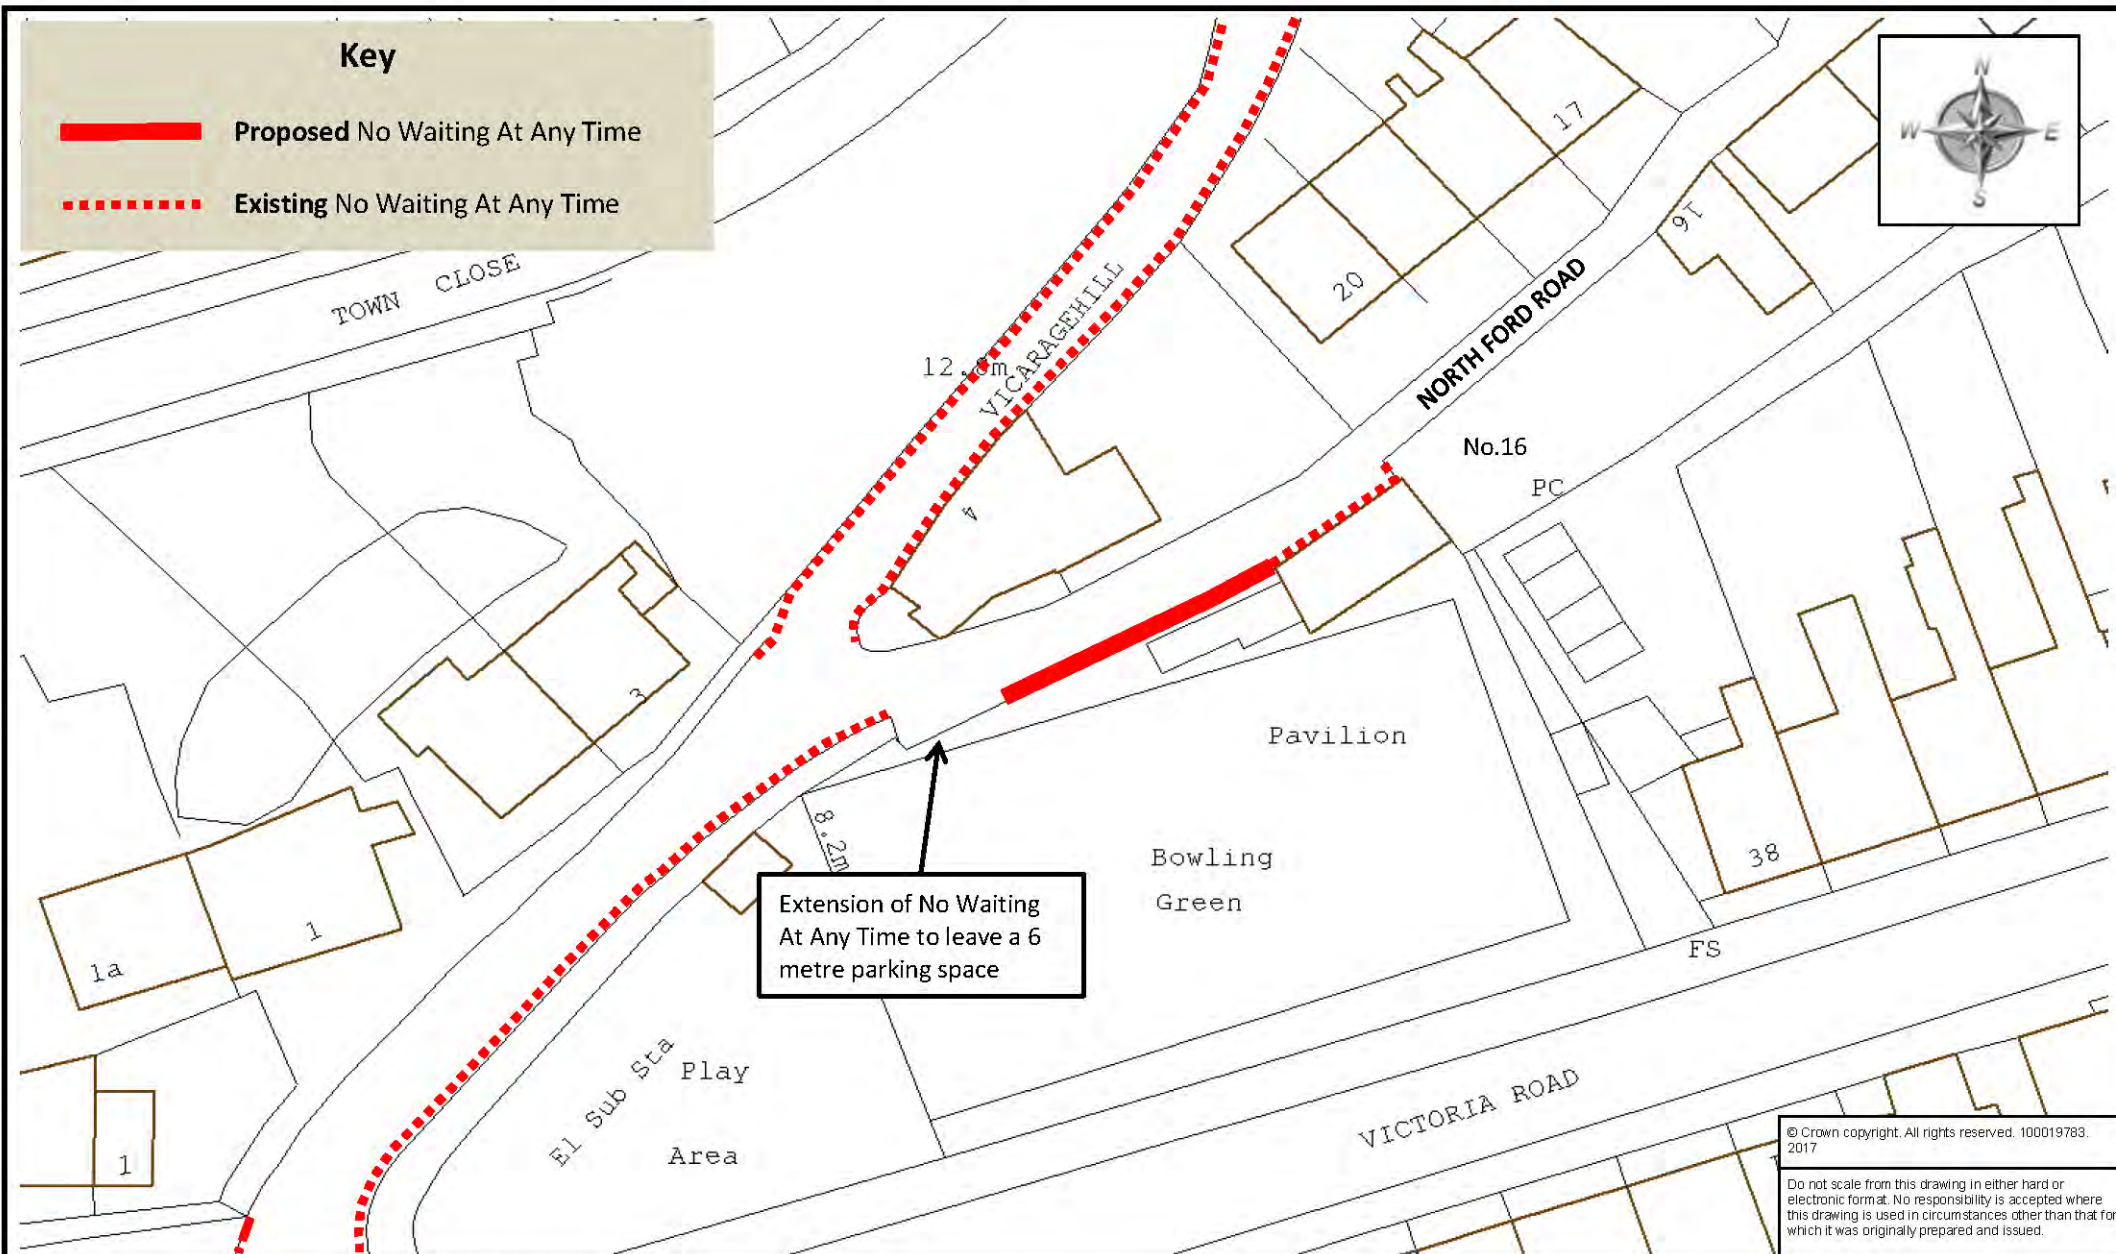 Key
Proposed No Waiting At Any Time
Existing No Waiting At Any Time
N
W E
S
TOWN CLOSE
VICARAGEHILL
NORTH FORD ROAD
17
16
20
12.8m
No.16
PC
4
3
Pavilion
8.2m
Bowling
Green
38
Extension of No Waiting
At Any Time to leave a 6
metre parking space
FS
1
1a
El Sub Sta
Play
Area
VICTORIA ROAD
1
© Crown copyright. All rights reserved. 100019783.
2017
Do not scale from this drawing in either hard or
electronic format. No responsibility is accepted where
this drawing is used in circumstances other than that for
which it was originally prepared and issued.